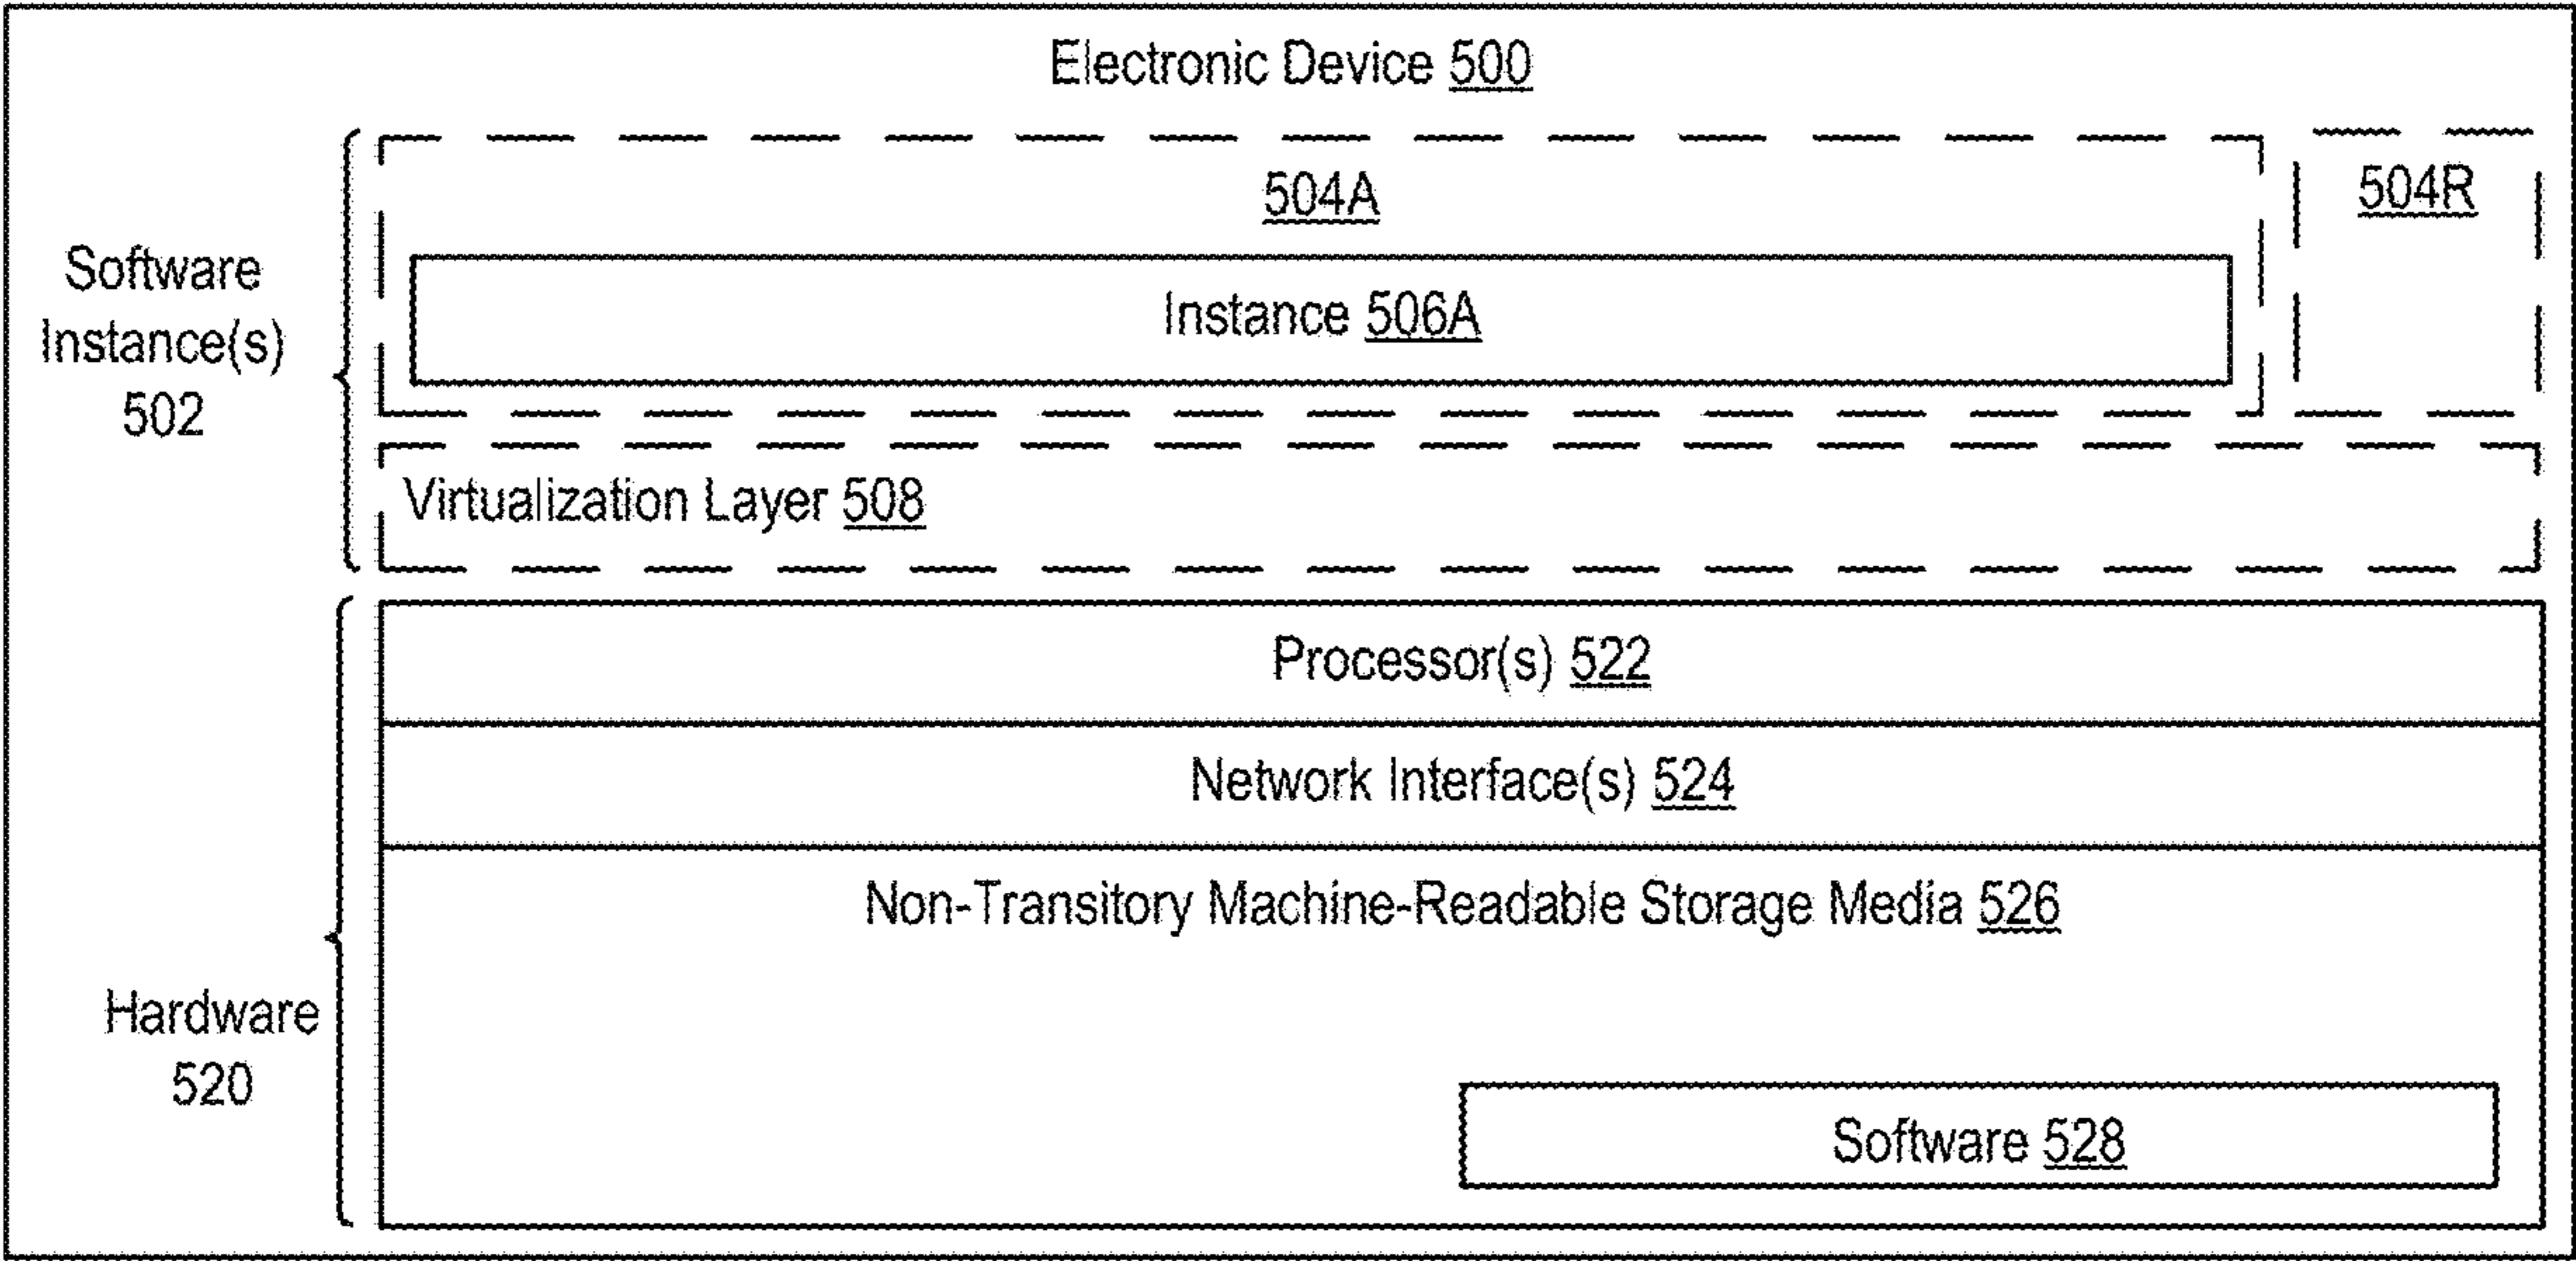 Electronic Device 500
504A
504R
Software
Instance(s)
502
Instance 506A
Virtualization Layer 508
Processor(s) 522
Network Interface(s) 524
Non-Transitory Machine-Readable Storage Media 526
Hardware
520
Software 528